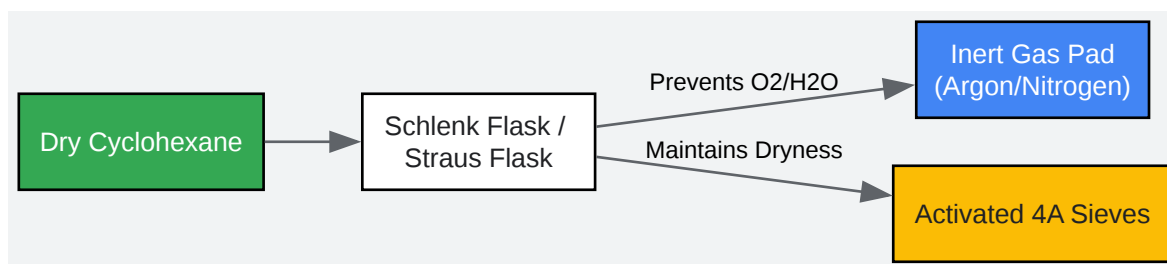 Dry Cyclohexane
Schlenk Flask /
Straus Flask
Prevents O2/H2O
Maintains Dryness
Inert Gas Pad
(Argon/Nitrogen)
Activated 4A Sieves